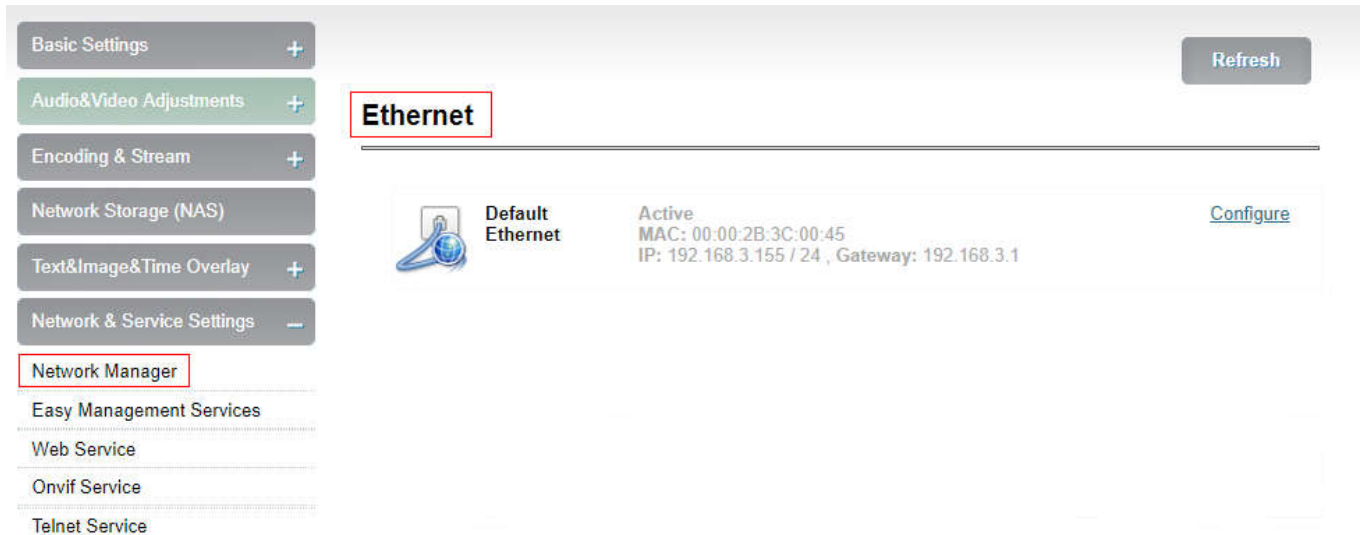 Basic Settings +
Audio&Video Adjustments +
Encoding & Stream +
Network Storage (NAS)
Text&Image&Time Overlay +
Network & Service Settings –
Network Manager
Easy Management Services
Web Service
Onvif Service
Telnet Service
Refresh
Ethernet
Default
Ethernet
Active
MAC: 00:00:2B:3C:00:45
IP: 192.168.3.155 / 24 , Gateway: 192.168.3.1
Configure